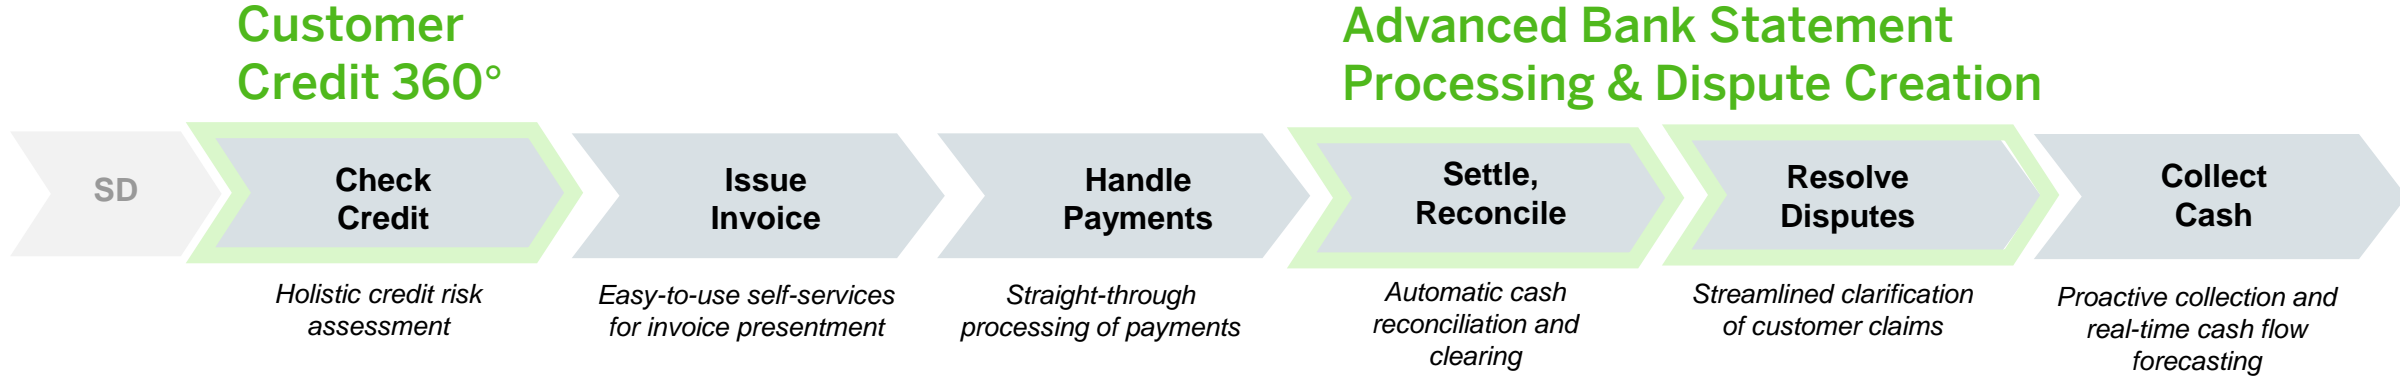 Customer
Credit 360°
Advanced Bank Statement
Processing & Dispute Creation
SD
Check
Credit
Issue
Invoice
Handle
Payments
Settle,
Reconcile
Resolve
Disputes
Collect
Cash
Holistic credit risk
assessment
Easy-to-use self-services
for invoice presentment
Straight-through
processing of payments
Automatic cash
reconciliation and
clearing
Streamlined clarification
of customer claims
Proactive collection and
real-time cash flow
forecasting